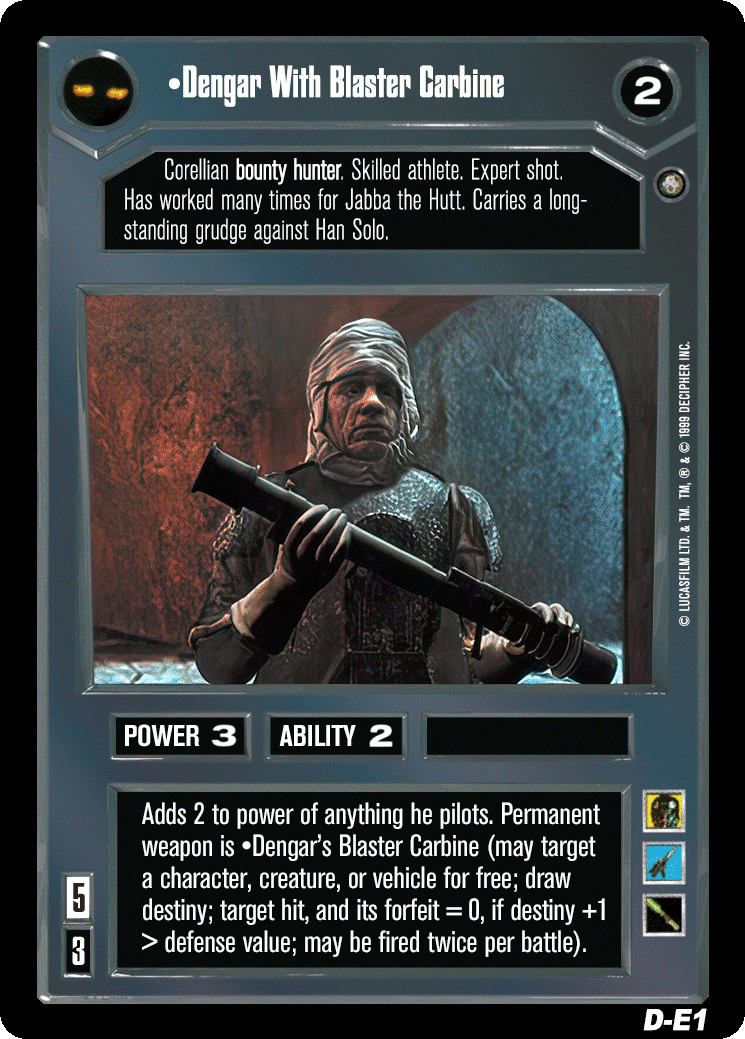 •Dengar With Blaster Carbine
2
Corellian bounty hunter. Skilled athlete. Expert shot.
Has worked many times for Jabba the Hutt. Carries a long-
standing grudge against Han Solo.
© LUCASFILM LTD. & TM. TM, ® & © 1999 DECIPHER INC.
POWER 3
ABILITY 2
Adds 2 to power of anything he pilots. Permanent
weapon is •Dengar's Blaster Carbine (may target
a character, creature, or vehicle for free; draw
destiny; target hit, and its forfeit = 0, if destiny +1
> defense value; may be fired twice per battle).
5
3
D-E1